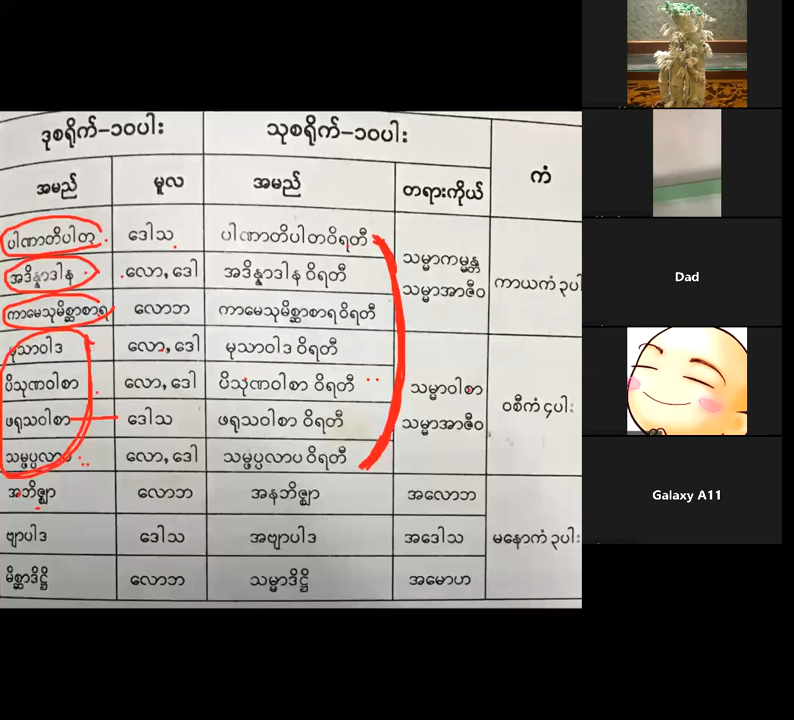 ဒုစရိုက်–၁၀ပါး သုစရိုက်–၁၀ပါး ကံ
အမည် မူလ အမည် တရားကိုယ်
ပါဏာတိပါတ ဒေါသ ပါဏာတိပါတဝိရတီ သမ္မာကမ္မန္တ
အဒိန္နာဒါန လော, ဒေါ အဒိန္နာဒါန ဝိရတီ သမ္မာအာဇီဝ ကာယကံ ၃ပါ
ကာမေသုမိစ္ဆာစာရ လောဘ ကာမေသုမိစ္ဆာစာရဝိရတီ
မုသာဝါဒ လော, ဒေါ မုသာဝါဒ ဝိရတီ
ပိသုဏဝါစာ လော, ဒေါ ပိသုဏဝါစာ ဝိရတီ သမ္မာဝါစာ
ဖရုသဝါစာ ဒေါသ ဖရုသဝါစာ ဝိရတီ သမ္မာအာဇီဝ ဝစီကံ ၄ပါး
သမ္ဖပ္ပလာပ လော, ဒေါ သမ္ဖပ္ပလာပ ဝိရတီ
အဘိဇ္ဈာ လောဘ အနဘိဇ္ဈာ အလောဘ
ဗျာပါဒ ဒေါသ အဗျာပါဒ အဒေါသ မနောကံ ၃ပါး
မိစ္ဆာဒိဋ္ဌိ လောဘ သမ္မာဒိဋ္ဌိ အမောဟ
Dad
Galaxy A11